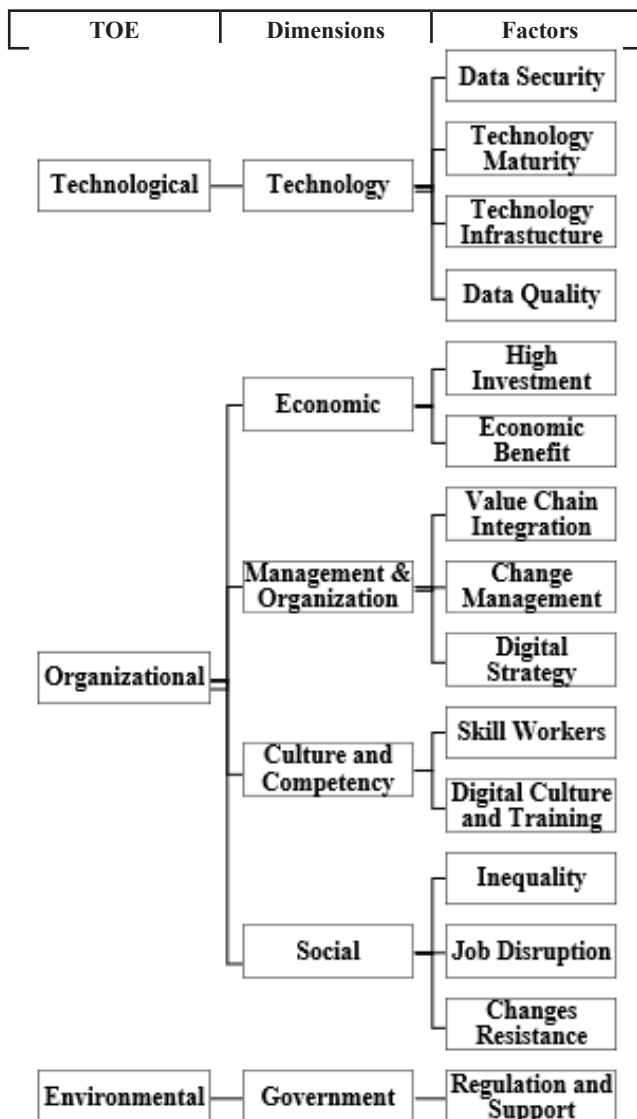 TOE Dimensions Factors
Data Security
Technology
Maturity
Technological Technology
Technology
Infrastucture
Data Quality
High
Investment
Economic
Economic
Benefit
Value Chain
Integration
Management &
Organization
Change
Management
Organizational
Digital
Strategy
Skill Workers
Culture and
Competency
Digital Culture
and Training
Inequality
Social
Job Disruption
Changes
Resistance
Environmental Government
Regulation and
Support